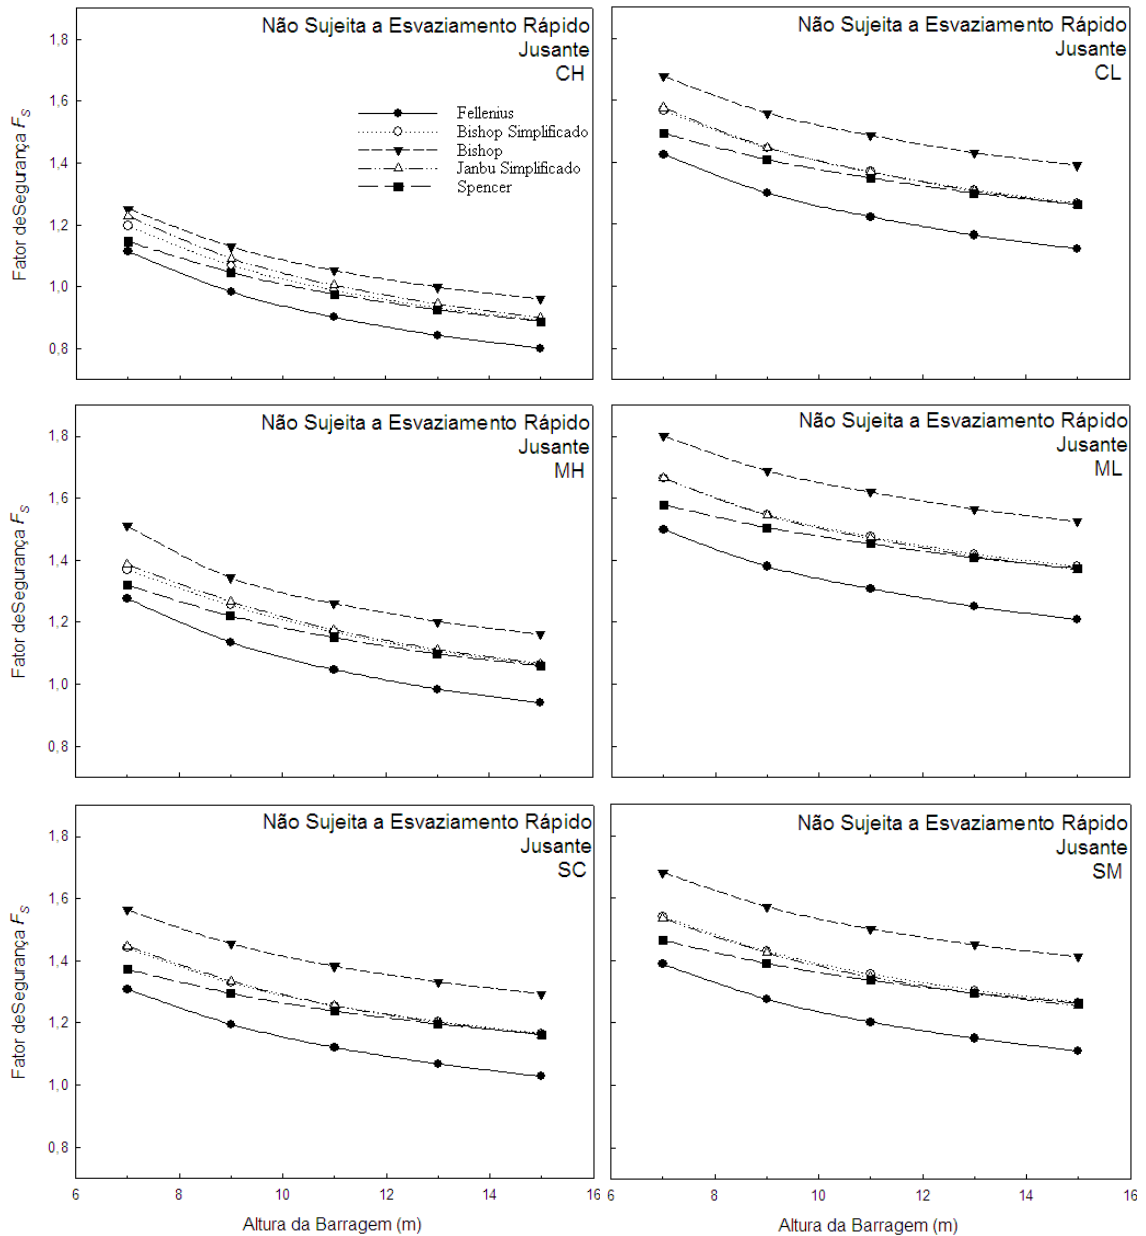 Não Sujeita a Esvaziamento Rápido
Jusante
CH
Fellenius
Bishop Simplificado
Bishop
Janbu Simplificado
Spencer
Fator deSegurança F_S
1,8
1,6
1,4
1,2
1,0
0,8
Não Sujeita a Esvaziamento Rápido
Jusante
CL
Não Sujeita a Esvaziamento Rápido
Jusante
MH
Fator deSegurança F_S
1,8
1,6
1,4
1,2
1,0
0,8
Não Sujeita a Esvaziamento Rápido
Jusante
ML
Não Sujeita a Esvaziamento Rápido
Jusante
SC
Fator deSegurança F_S
1,8
1,6
1,4
1,2
1,0
0,8
6 8 10 12 14 16
Altura da Barragem (m)
Não Sujeita a Esvaziamento Rápido
Jusante
SM
6 8 10 12 14 16
Altura da Barragem (m)